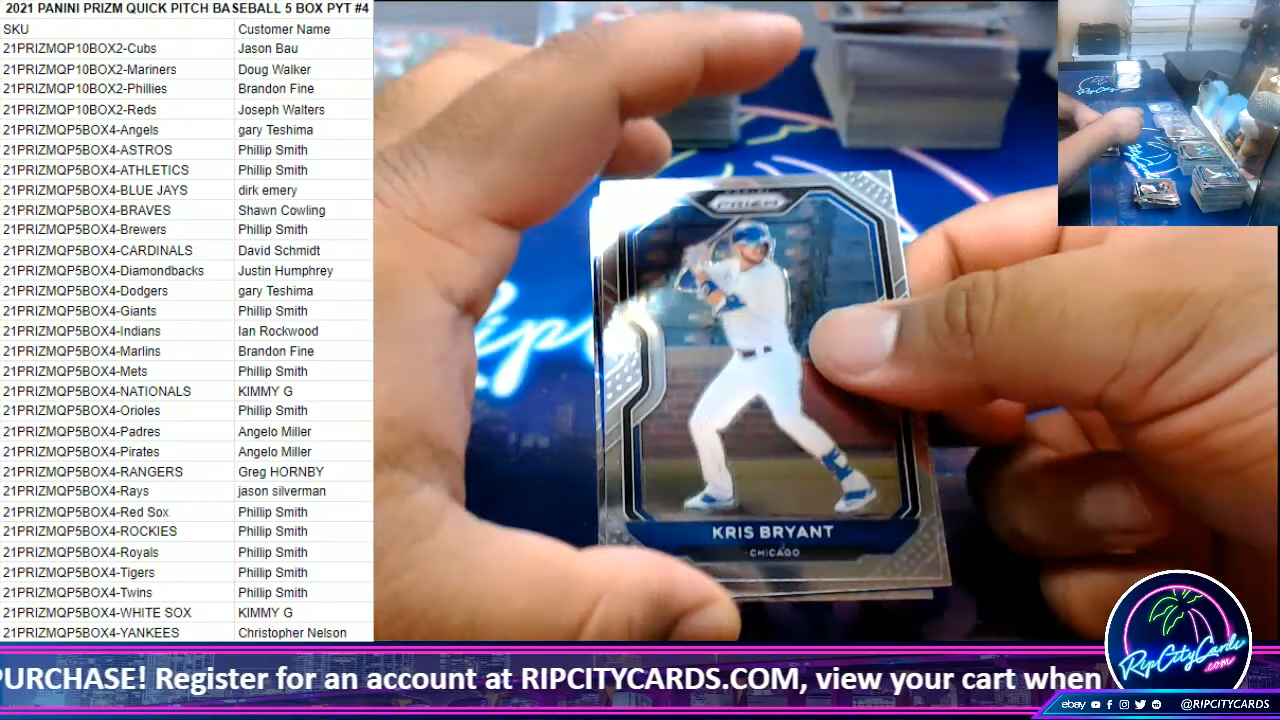 2021 PANINI PRIZM QUICK PITCH BASEBALL 5 BOX PYT #4
SKU Customer Name
21PRIZMQP10BOX2-Cubs Jason Bau
21PRIZMQP10BOX2-Mariners Doug Walker
21PRIZMQP10BOX2-Phillies Brandon Fine
21PRIZMQP10BOX2-Reds Joseph Walters
21PRIZMQP5BOX4-Angels gary Teshima
21PRIZMQP5BOX4-ASTROS Phillip Smith
21PRIZMQP5BOX4-ATHLETICS Phillip Smith
21PRIZMQP5BOX4-BLUE JAYS dirk emery
21PRIZMQP5BOX4-BRAVES Shawn Cowling
21PRIZMQP5BOX4-Brewers Phillip Smith
21PRIZMQP5BOX4-CARDINALS David Schmidt
21PRIZMQP5BOX4-Diamondbacks Justin Humphrey
21PRIZMQP5BOX4-Dodgers gary Teshima
21PRIZMQP5BOX4-Giants Phillip Smith
21PRIZMQP5BOX4-Indians Ian Rockwood
21PRIZMQP5BOX4-Marlins Brandon Fine
21PRIZMQP5BOX4-Mets Phillip Smith
21PRIZMQP5BOX4-NATIONALS KIMMY G
21PRIZMQP5BOX4-Orioles Phillip Smith
21PRIZMQP5BOX4-Padres Angelo Miller
21PRIZMQP5BOX4-Pirates Angelo Miller
21PRIZMQP5BOX4-RANGERS Greg HORNBY
21PRIZMQP5BOX4-Rays jason silverman
21PRIZMQP5BOX4-Red Sox Phillip Smith
21PRIZMQP5BOX4-ROCKIES Phillip Smith
21PRIZMQP5BOX4-Royals Phillip Smith
21PRIZMQP5BOX4-Tigers Phillip Smith
21PRIZMQP5BOX4-Twins Phillip Smith
21PRIZMQP5BOX4-WHITE SOX KIMMY G
21PRIZMQP5BOX4-YANKEES Christopher Nelson
PRIZM
KRIS BRYANT
CHICAGO
PURCHASE! Register for an account at RIPCITYCARDS.COM, view your cart when
RipCityCards
.com
ebay @RIPCITYCARDS